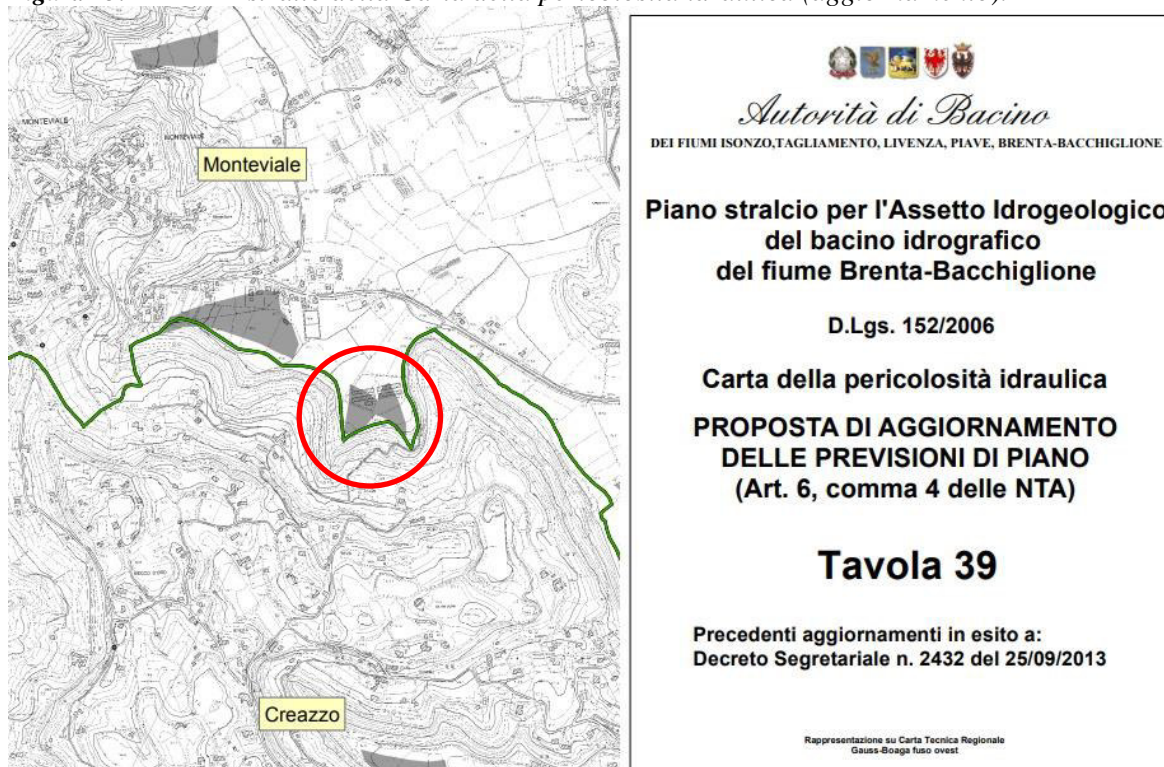 MONTEVIALE
MONTEVIALE
Monteviale
Creazzo
Autorità di Bacino
DEI FIUMI ISONZO,TAGLIAMENTO, LIVENZA, PIAVE, BRENTA-BACCHIGLIONE
Piano stralcio per l'Assetto Idrogeologico
del bacino idrografico
del fiume Brenta-Bacchiglione
D.Lgs. 152/2006
Carta della pericolosità idraulica
PROPOSTA DI AGGIORNAMENTO
DELLE PREVISIONI DI PIANO
(Art. 6, comma 4 delle NTA)
Tavola 39
Precedenti aggiornamenti in esito a:
Decreto Segretariale n. 2432 del 25/09/2013
Rappresentazione su Carta Tecnica Regionale
Gauss-Boaga fuso ovest